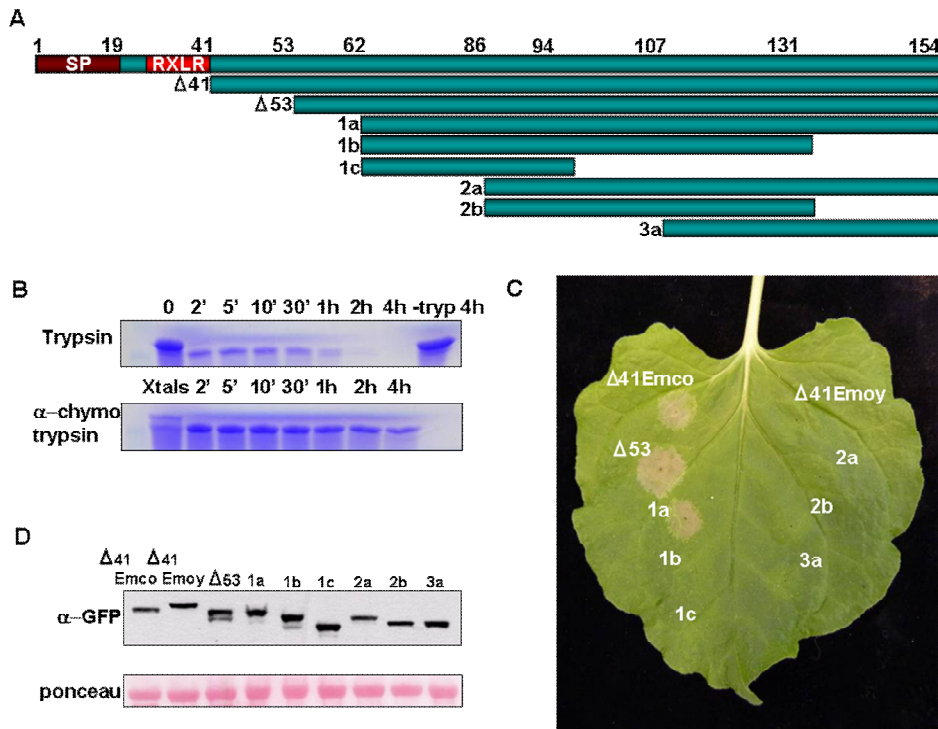 A
1 19 41 53 62 86 94 107 131 154
SP RXLR
Δ41
Δ53
1a
1b
1c
2a
2b
3a
B
0 2' 5' 10' 30' 1h 2h 4h -tryp 4h
Trypsin
Xtals 2' 5' 10' 30' 1h 2h 4h
α-chymo
trypsin
C
Δ41Emco
Δ41Emoy
Δ53
2a
1a
2b
1b
3a
1c
D
Δ41 Δ41
Emco Emoy Δ53 1a 1b 1c 2a 2b 3a
α-GFP
ponceau